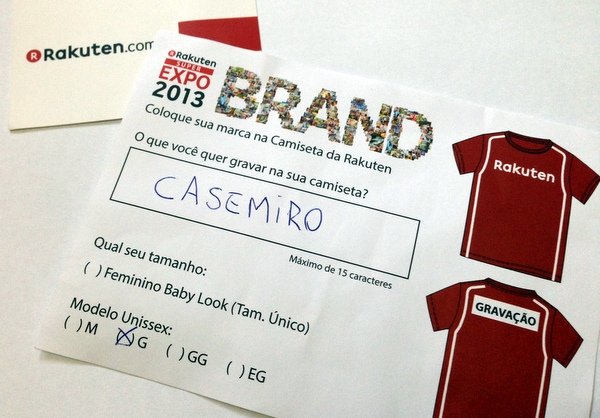 Rakuten.com
Rakuten
SUPER
EXPO
2013
BRAND
Coloque sua marca na Camiseta da Rakuten
O que você quer gravar na sua camiseta?
CASEMIRO
Máximo de 15 caracteres
Qual seu tamanho:
( ) Feminino Baby Look (Tam. Único)
Modelo Unissex:
( ) M (X) G ( ) GG ( ) EG
Rakuten
GRAVAÇÃO